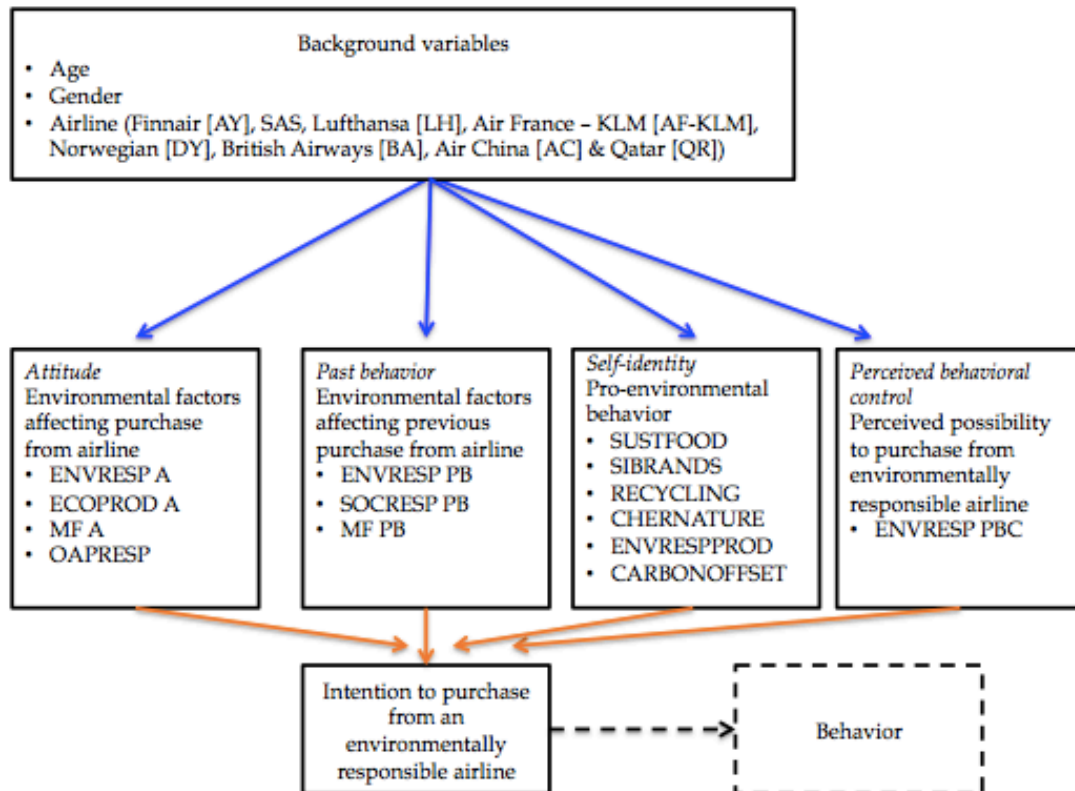 Background variables
• Age
• Gender
• Airline (Finnair [AY], SAS, Lufthansa [LH], Air France – KLM [AF-KLM],
Norwegian [DY], British Airways [BA], Air China [AC] & Qatar [QR])
Attitude
Environmental factors
affecting purchase
from airline
• ENVRESP A
• ECOPROD A
• MF A
• OAPRESP
Past behavior
Environmental factors
affecting previous
purchase from airline
• ENVRESP PB
• SOCRESP PB
• MF PB
Self-identity
Pro-environmental
behavior
• SUSTFOOD
• SIBRANDS
• RECYCLING
• CHERNATURE
• ENVRESPPROD
• CARBONOFFSET
Perceived behavioral
control
Perceived possibility
to purchase from
environmentally
responsible airline
• ENVRESP PBC
Intention to purchase
from an
environmentally
responsible airline
Behavior